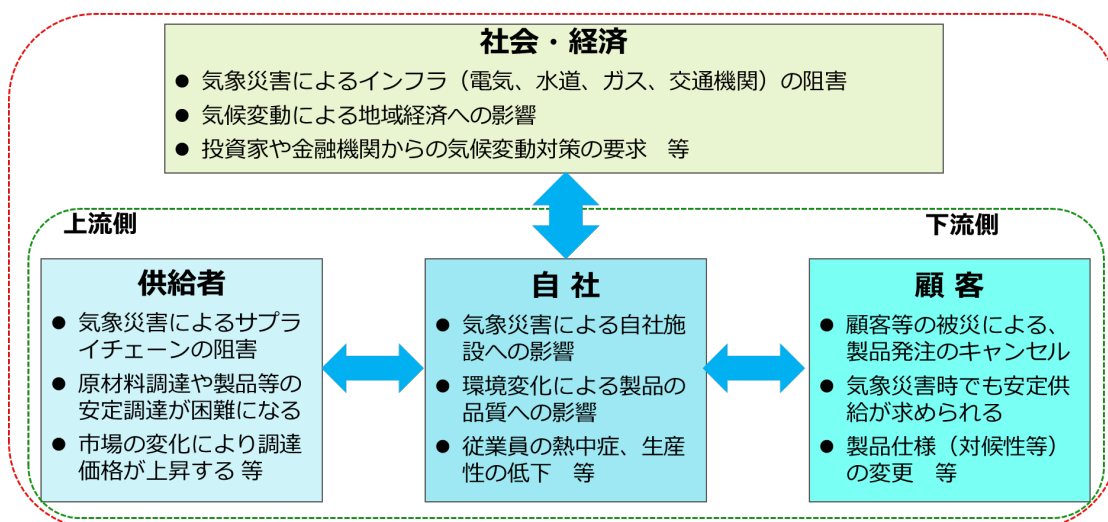 社会・経済
● 気象災害によるインフラ（電気、水道、ガス、交通機関）の阻害
● 気候変動による地域経済への影響
● 投資家や金融機関からの気候変動対策の要求　等
上流側
下流側
供給者
● 気象災害によるサプラ
イチェーンの阻害
● 原材料調達や製品等の
安定調達が困難になる
● 市場の変化により調達
価格が上昇する 等
自 社
● 気象災害による自社施
設への影響
● 環境変化による製品の
品質への影響
● 従業員の熱中症、生産
性の低下　等
顧 客
● 顧客等の被災による、
製品発注のキャンセル
● 気象災害時でも安定供
給が求められる
● 製品仕様（対候性等）
の変更　等